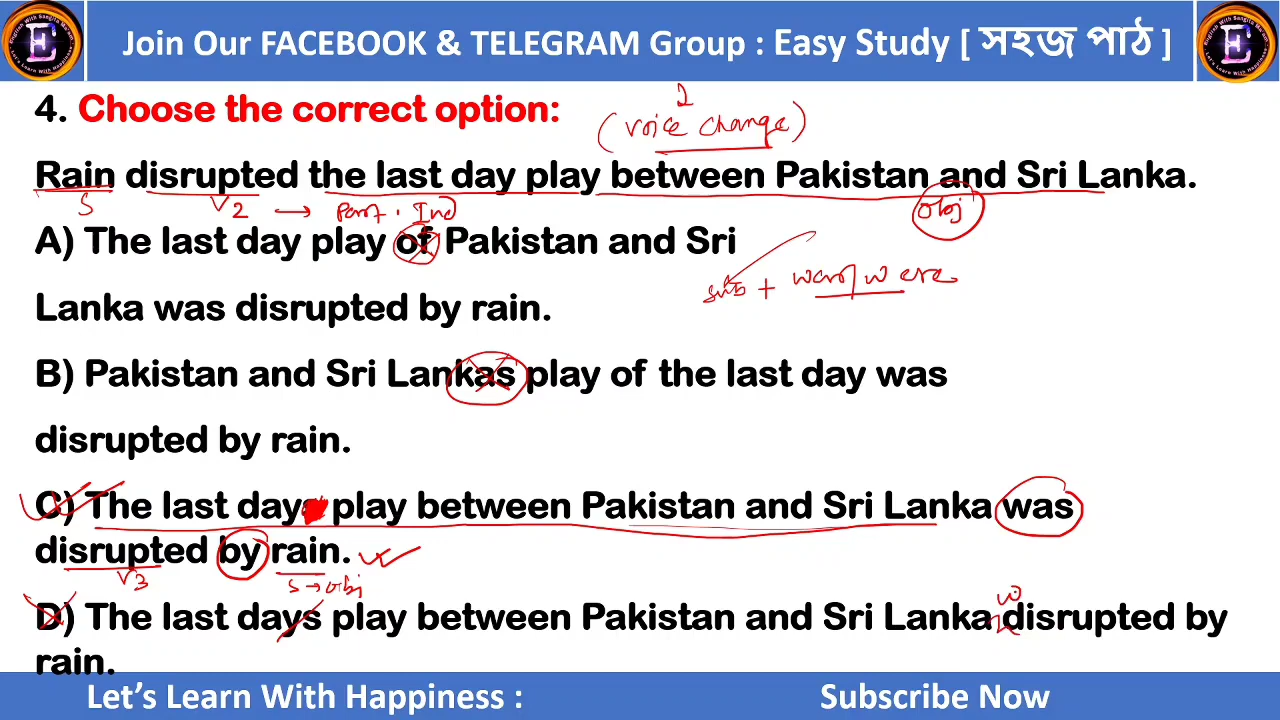 Join Our FACEBOOK & TELEGRAM Group : Easy Study [ সহজ পাঠ ]
4. Choose the correct option:
(voice change)
Rain disrupted the last day play between Pakistan and Sri Lanka.
S V2 → Past . Ind obj
A) The last day play of Pakistan and Sri
sub + was/were
Lanka was disrupted by rain.
B) Pakistan and Sri Lankas play of the last day was
disrupted by rain.
C) The last days play between Pakistan and Sri Lanka was
disrupted by rain.
V3 S→obj
D) The last days play between Pakistan and Sri Lanka disrupted by
rain.
Let's Learn With Happiness : Subscribe Now